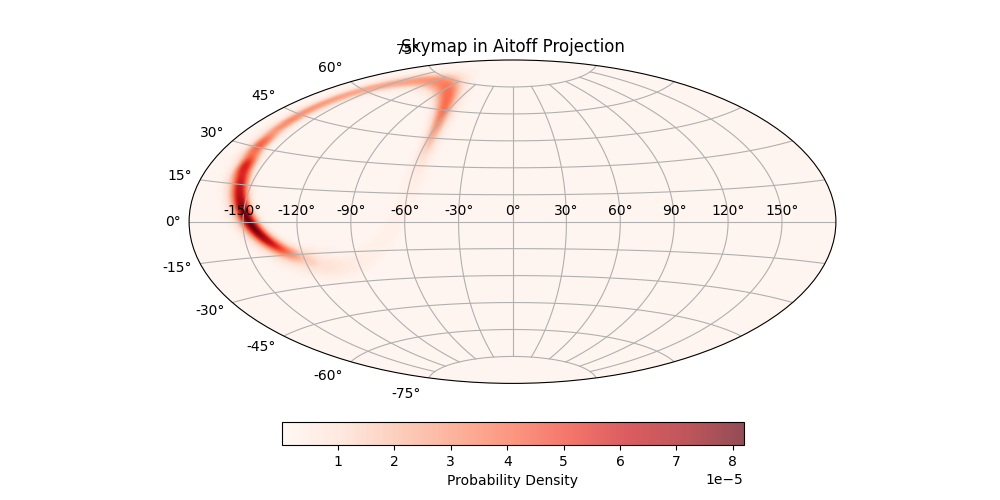 75°
Skymap in Aitoff Projection
60°
45°
30°
15°
0°
-150° -120° -90° -60° -30° 0° 30° 60° 90° 120° 150°
-15°
-30°
-45°
-60°
-75°
1 2 3 4 5 6 7 8
1e−5
Probability Density